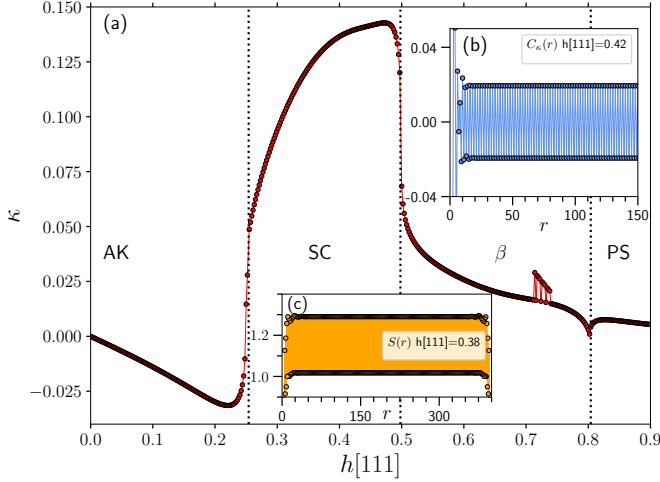 (a)
0.150
0.125
0.100
0.075
0.050
0.025
0.000
−0.025
κ
0.0 0.1 0.2 0.3 0.4 0.5 0.6 0.7 0.8 0.9
h[111]
AK
SC
β
PS
(b)
C_κ(r) h[111]=0.42
0.04
0.00
-0.04
0 50 100 150
r
(c)
S(r) h[111]=0.38
1.2
1.0
0 150 300
r